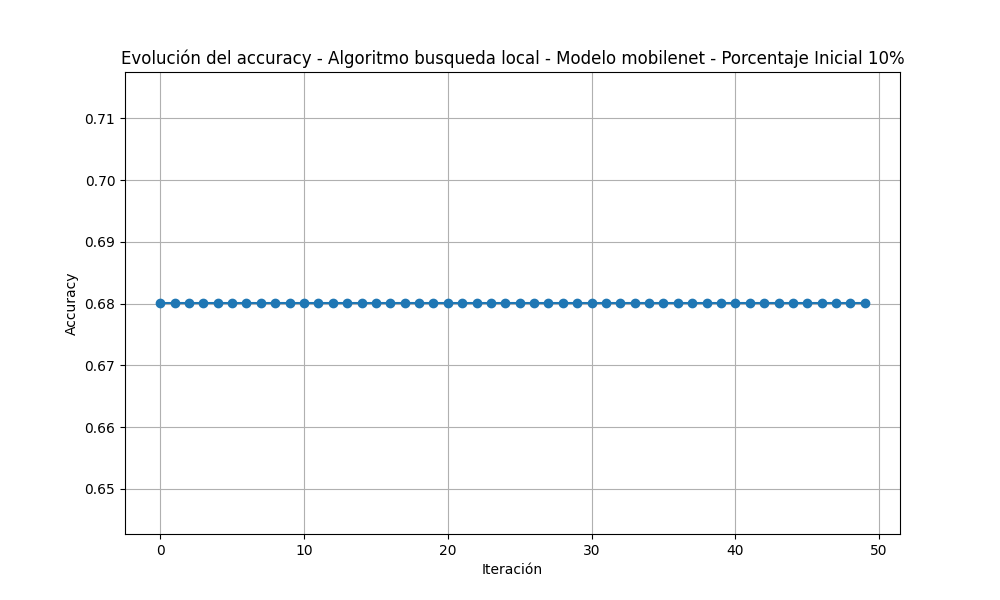 Evolución del accuracy - Algoritmo busqueda local - Modelo mobilenet - Porcentaje Inicial 10%
0.71
0.70
0.69
0.68
0.67
0.66
0.65
Accuracy
0 10 20 30 40 50
Iteración